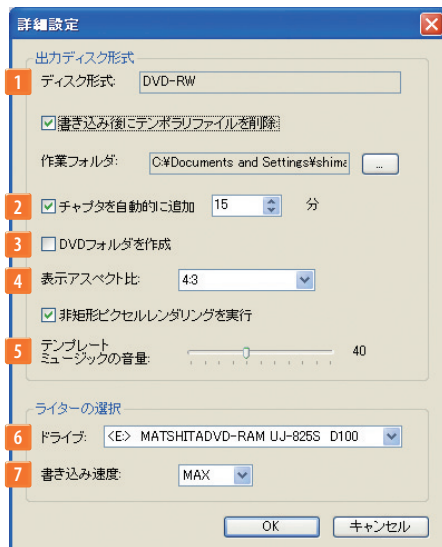 詳細設定
出力ディスク形式
1 ディスク形式: DVD-RW
書き込み後にテンポラリファイルを削除
作業フォルダ: C:¥Documents and Settings¥shima ...
2 チャプタを自動的に追加 15 分
3 DVDフォルダを作成
4 表示アスペクト比: 4:3
非矩形ピクセルレンダリングを実行
5 テンプレート
ミュージックの音量: 40
ライターの選択
6 ドライブ: <E:> MATSHITADVD-RAM UJ-825S D100
7 書き込み速度: MAX
OK キャンセル